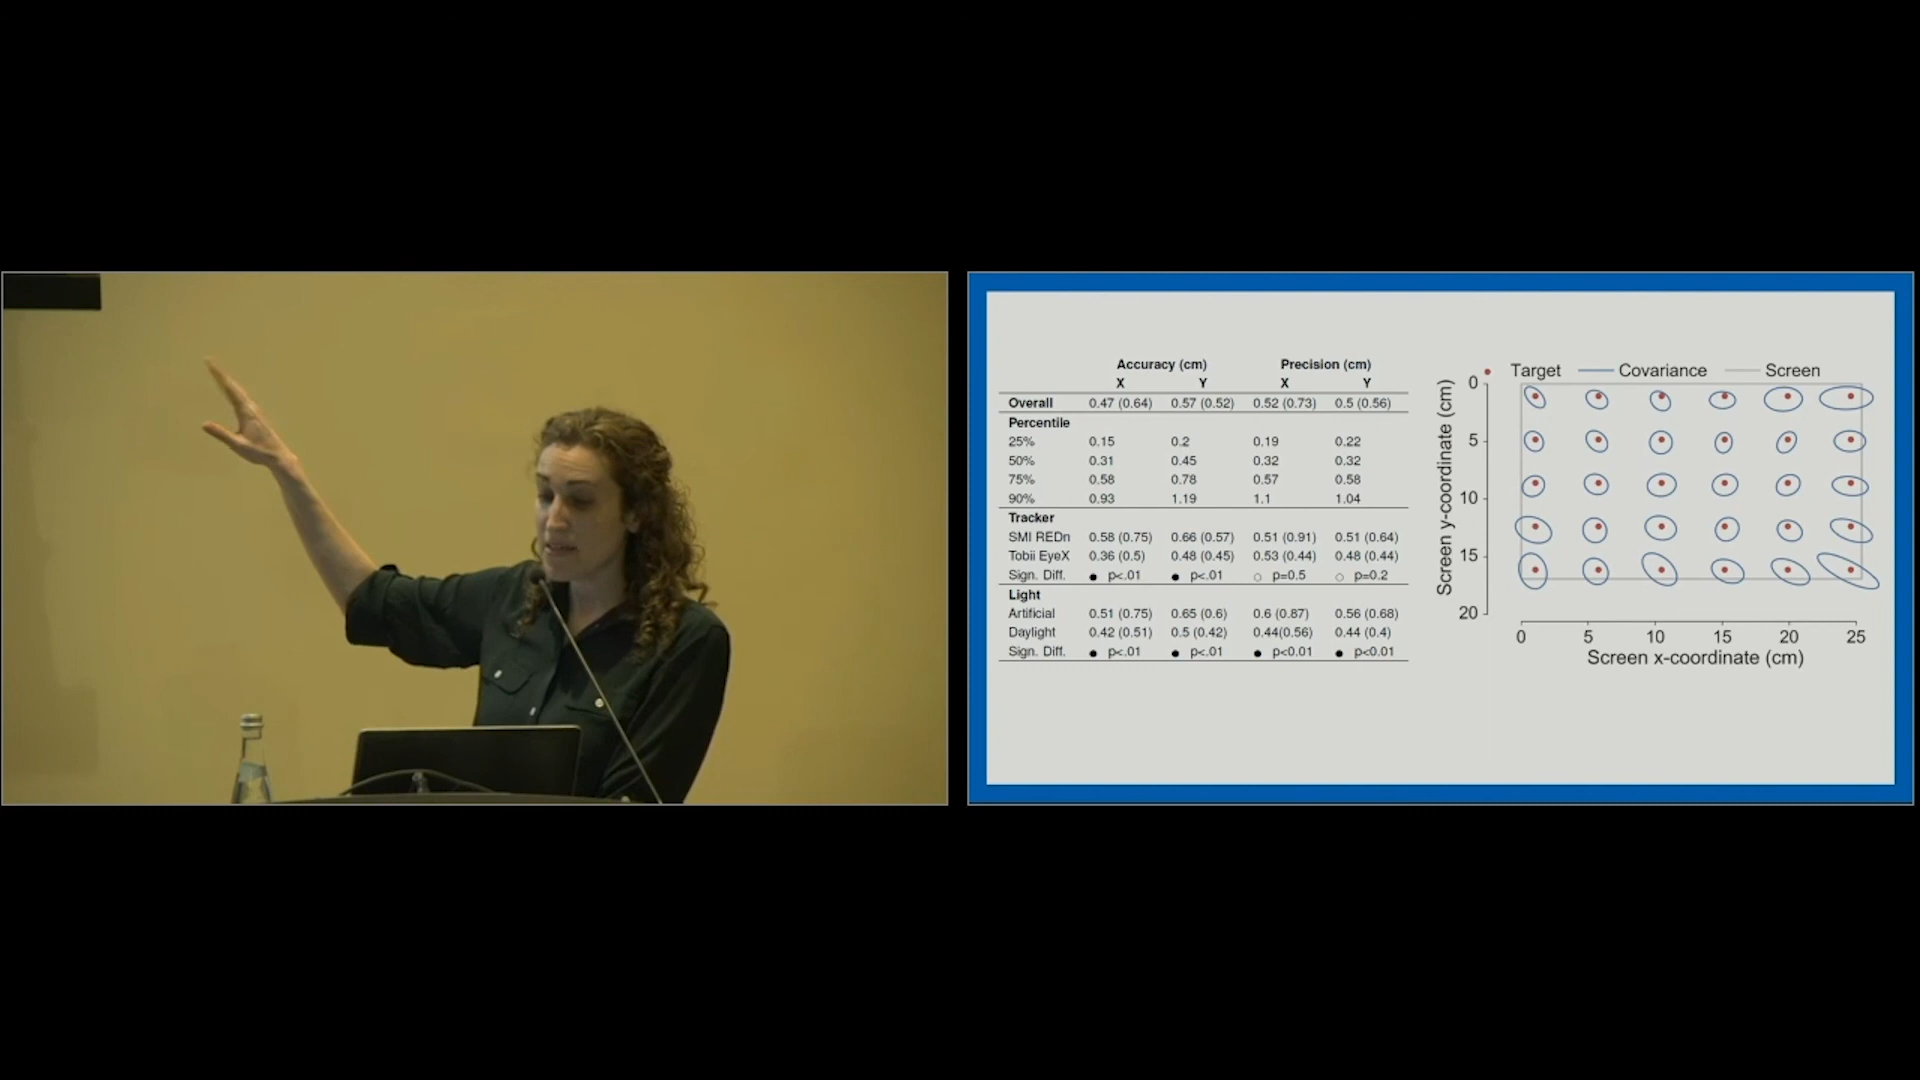 Accuracy (cm) Precision (cm)
X Y X Y
Overall 0.47 (0.64) 0.57 (0.52) 0.52 (0.73) 0.5 (0.56)
Percentile
25% 0.15 0.2 0.19 0.22
50% 0.31 0.45 0.32 0.32
75% 0.58 0.78 0.57 0.58
90% 0.93 1.19 1.1 1.04
Tracker
SMI REDn 0.58 (0.75) 0.66 (0.57) 0.51 (0.91) 0.51 (0.64)
Tobii EyeX 0.36 (0.5) 0.48 (0.45) 0.53 (0.44) 0.48 (0.44)
Sign. Diff. ● p<.01 ● p<.01 ○ p=0.5 ○ p=0.2
Light
Artificial 0.51 (0.75) 0.65 (0.6) 0.6 (0.87) 0.56 (0.68)
Daylight 0.42 (0.51) 0.5 (0.42) 0.44(0.56) 0.44 (0.4)
Sign. Diff. ● p<.01 ● p<.01 ● p<0.01 ● p<0.01
Target Covariance Screen
Screen y-coordinate (cm)
0
5
10
15
20
0 5 10 15 20 25
Screen x-coordinate (cm)